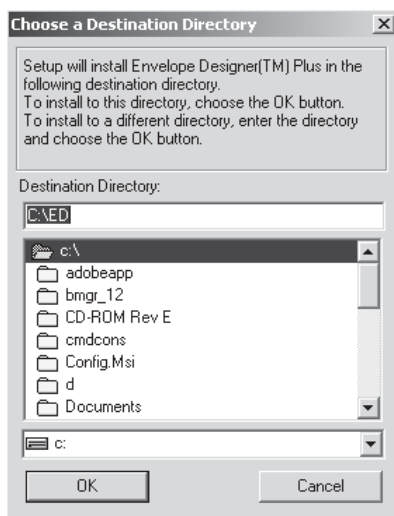 Choose a Destination Directory
Setup will install Envelope Designer(TM) Plus in the
following destination directory.
To install to this directory, choose the OK button.
To install to a different directory, enter the directory
and choose the OK button.
Destination Directory:
C:\ED
c:\
adobeapp
bmgr_12
CD-ROM Rev E
cmdcons
Config.Msi
d
Documents
c:
OK
Cancel